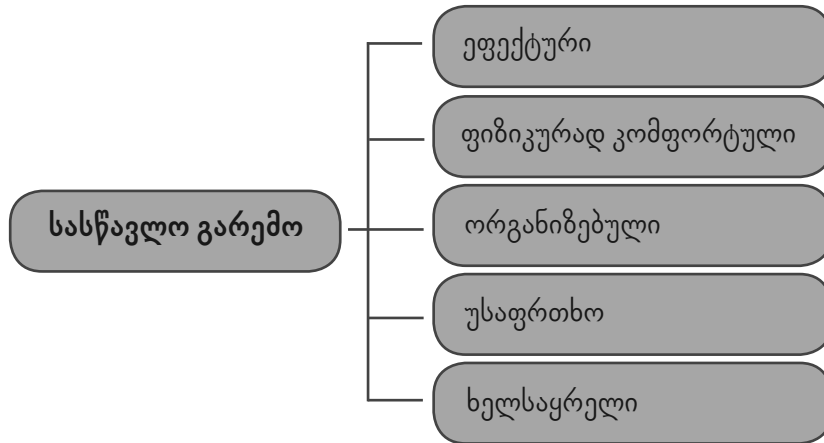 ეფექტური
ფიზიკურად კომფორტული
სასწავლო გარემო
ორგანიზებული
უსაფრთხო
ხელსაყრელი